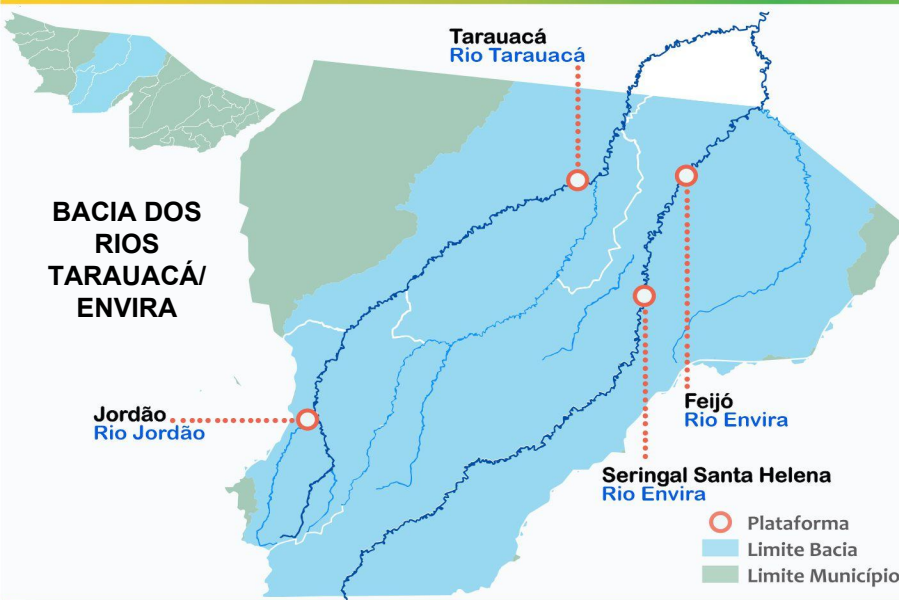 Tarauacá
Rio Tarauacá
BACIA DOS
RIOS
TARAUACÁ/
ENVIRA
Jordão
Rio Jordão
Feijó
Rio Envira
Seringal Santa Helena
Rio Envira
Plataforma
Limite Bacia
Limite Município